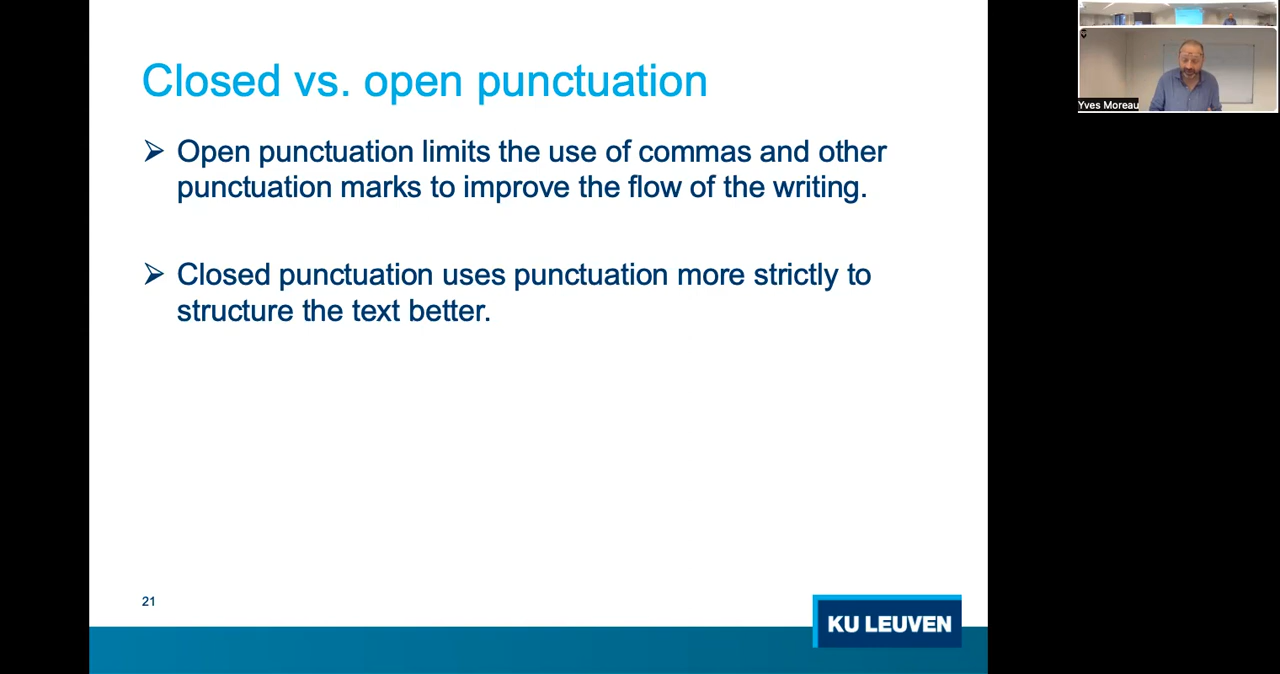 Closed vs. open punctuation
Open punctuation limits the use of commas and other
punctuation marks to improve the flow of the writing.
Closed punctuation uses punctuation more strictly to
structure the text better.
21
KU LEUVEN
Yves Moreau